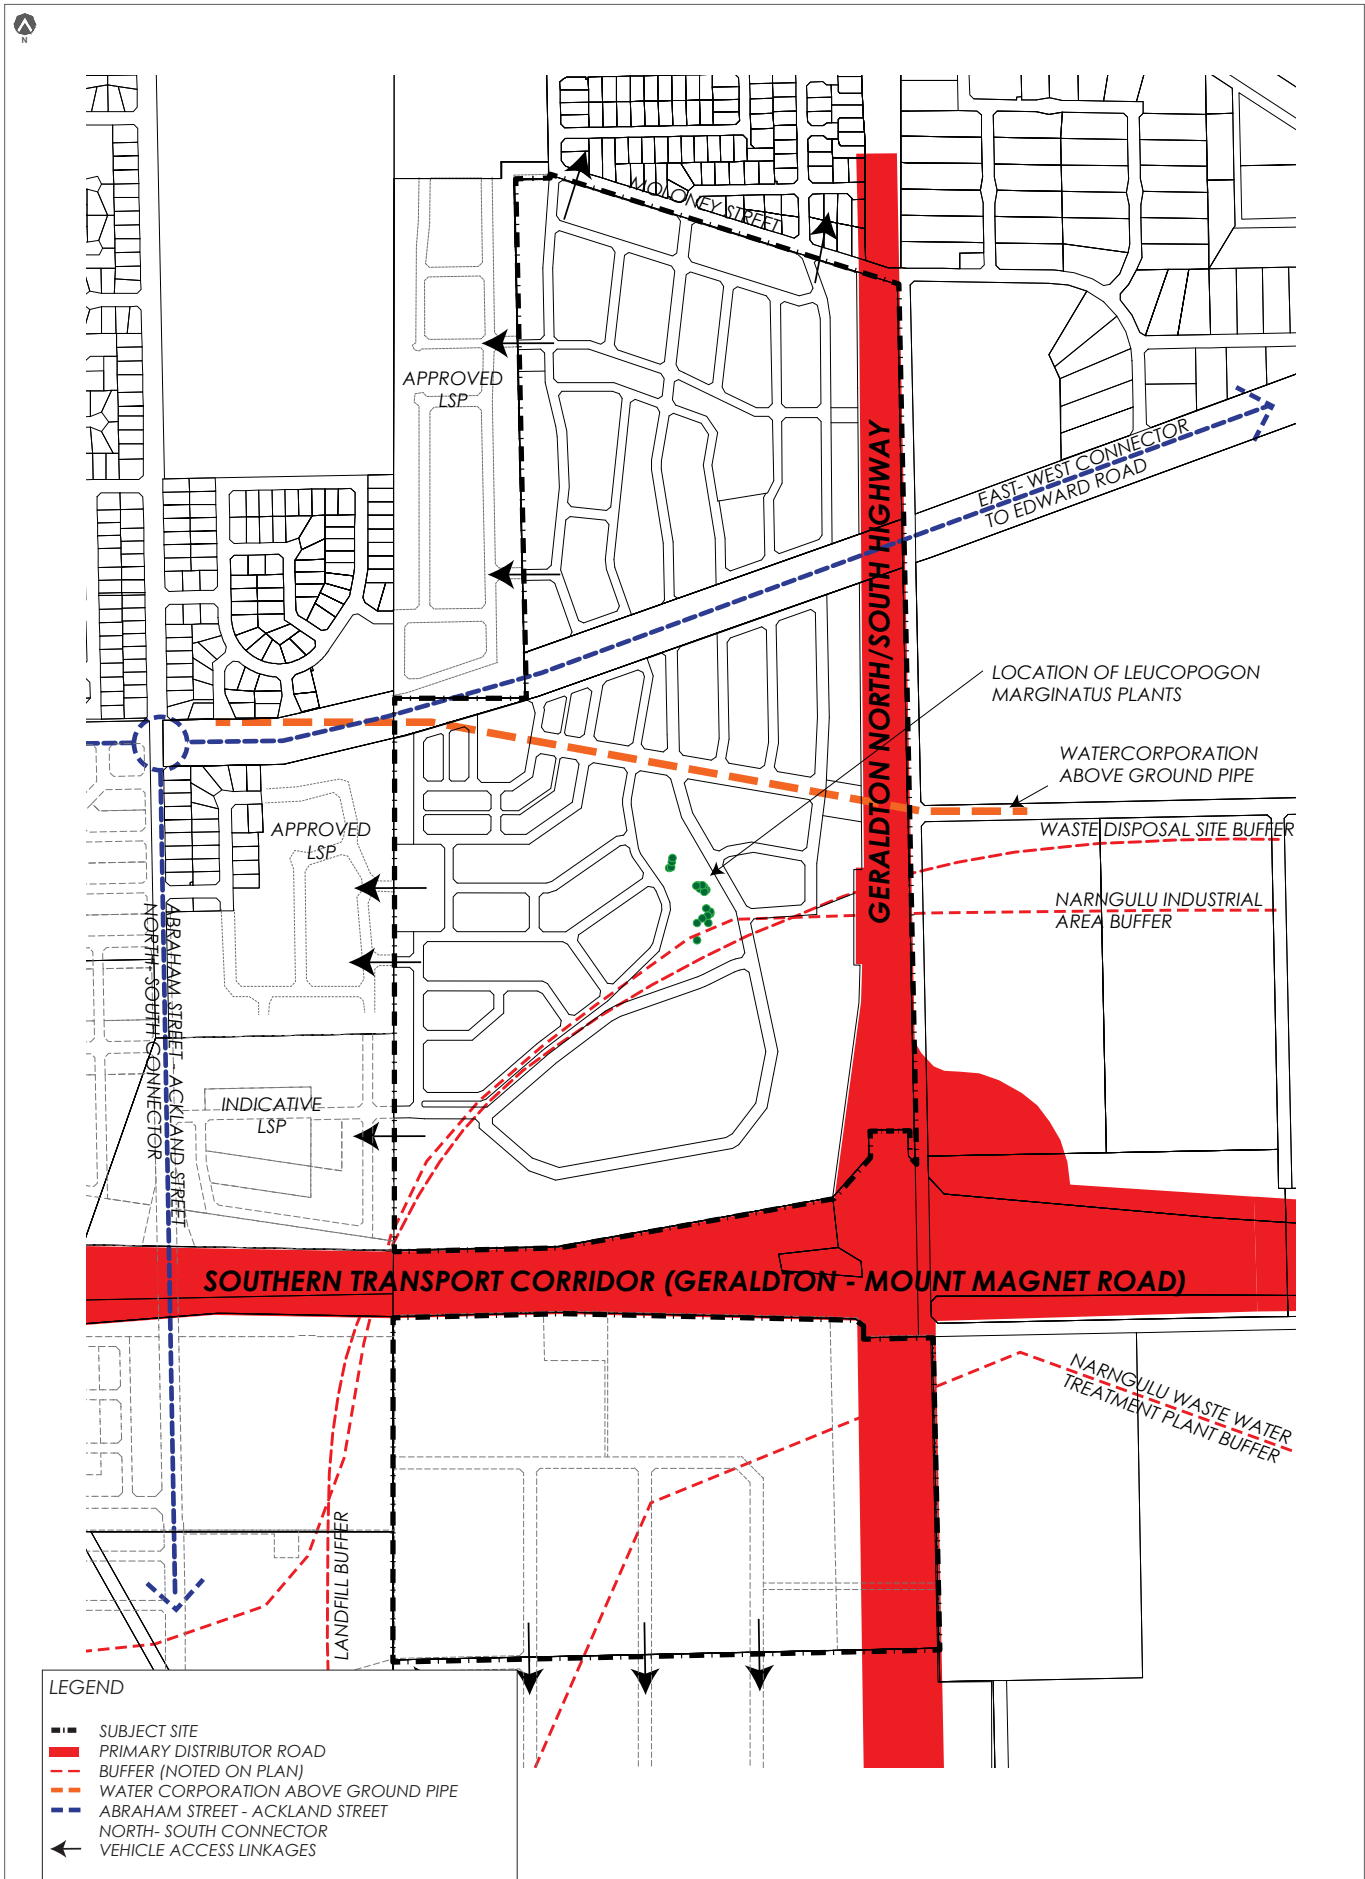 N
MOLONEY STREET
APPROVED
LSP
GERALDTON NORTH/SOUTH HIGHWAY
EAST- WEST CONNECTOR
TO EDWARD ROAD
LOCATION OF LEUCOPOGON
MARGINATUS PLANTS
WATERCORPORATION
ABOVE GROUND PIPE
APPROVED
LSP
WASTE DISPOSAL SITE BUFFER
NARNGULU INDUSTRIAL
AREA BUFFER
ABRAHAM STREET - ACKLAND STREET
NORTH- SOUTH CONNECTOR
INDICATIVE
LSP
SOUTHERN TRANSPORT CORRIDOR (GERALDTON - MOUNT MAGNET ROAD)
NARNGULU WASTE WATER
TREATMENT PLANT BUFFER
LANDFILL BUFFER
LEGEND
SUBJECT SITE
PRIMARY DISTRIBUTOR ROAD
BUFFER (NOTED ON PLAN)
WATER CORPORATION ABOVE GROUND PIPE
ABRAHAM STREET - ACKLAND STREET
NORTH- SOUTH CONNECTOR
VEHICLE ACCESS LINKAGES